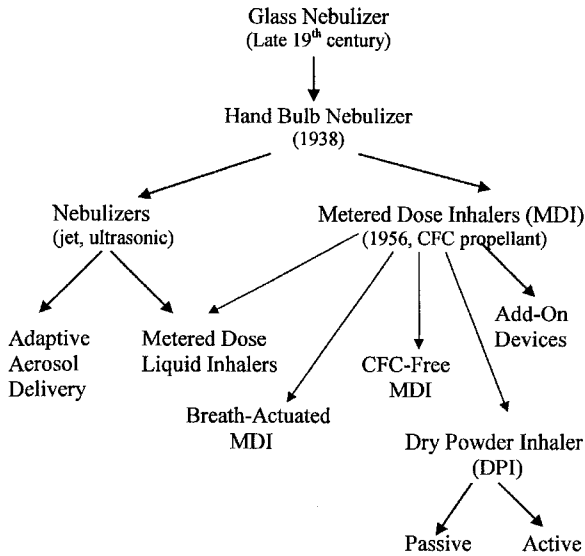 Glass Nebulizer
(Late 19th century)
Hand Bulb Nebulizer
(1938)
Nebulizers
(jet, ultrasonic)
Metered Dose Inhalers (MDI)
(1956, CFC propellant)
Adaptive
Aerosol
Delivery
Metered Dose
Liquid Inhalers
Breath-Actuated
MDI
CFC-Free
MDI
Add-On
Devices
Dry Powder Inhaler
(DPI)
Passive
Active